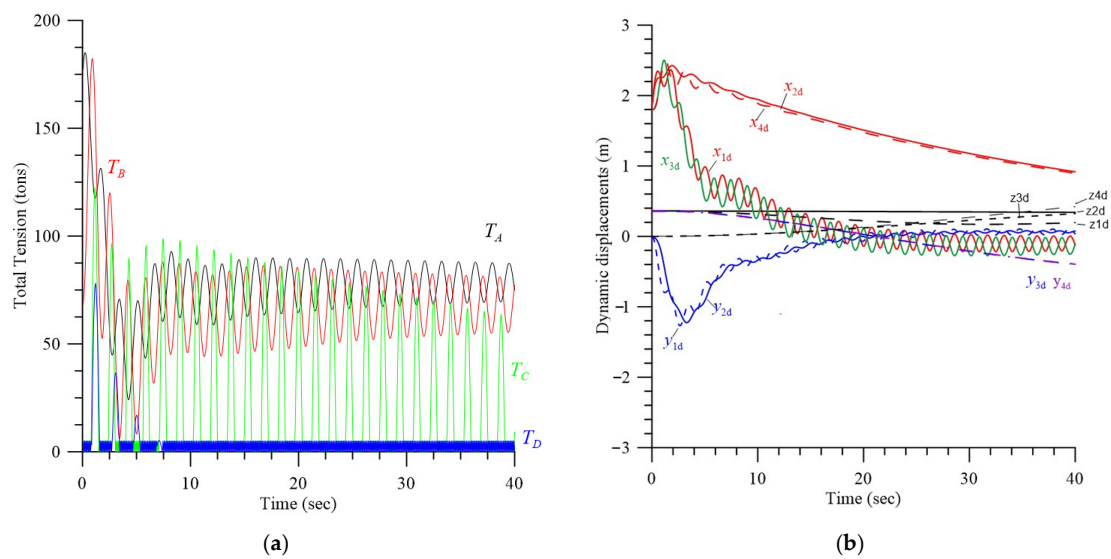 200
150
100
50
0
Total Tension (tons)
T_B
T_A
T_C
T_D
0
10
20
30
40
Time (sec)
(a)
3
2
1
0
−1
−2
−3
Dynamic displacements (m)
x_2d
x_4d
x_3d
x_1d
z4d
z3d
z2d
z1d
y_3d
y_4d
y_2d
y_1d
0
10
20
30
40
Time (sec)
(b)